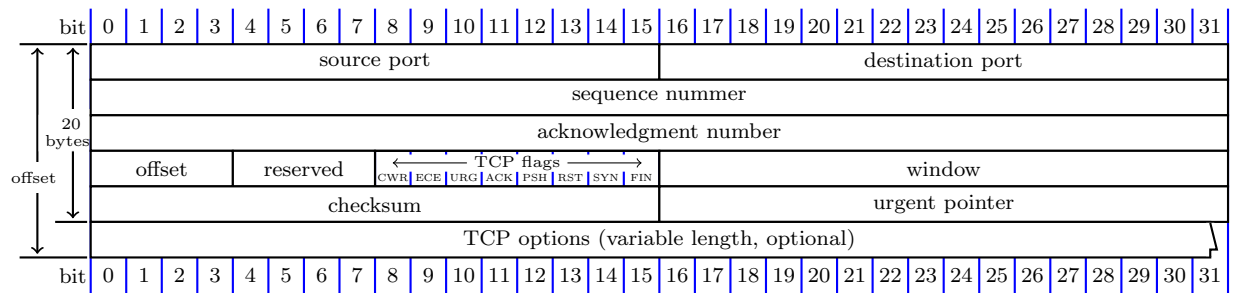 bit 0 1 2 3 4 5 6 7 8 9 10 11 12 13 14 15 16 17 18 19 20 21 22 23 24 25 26 27 28 29 30 31
source port destination port
sequence nummer
20
bytes
acknowledgment number
offset
offset reserved TCP flags window
CWR ECE URG ACK PSH RST SYN FIN
checksum urgent pointer
TCP options (variable length, optional)
bit 0 1 2 3 4 5 6 7 8 9 10 11 12 13 14 15 16 17 18 19 20 21 22 23 24 25 26 27 28 29 30 31